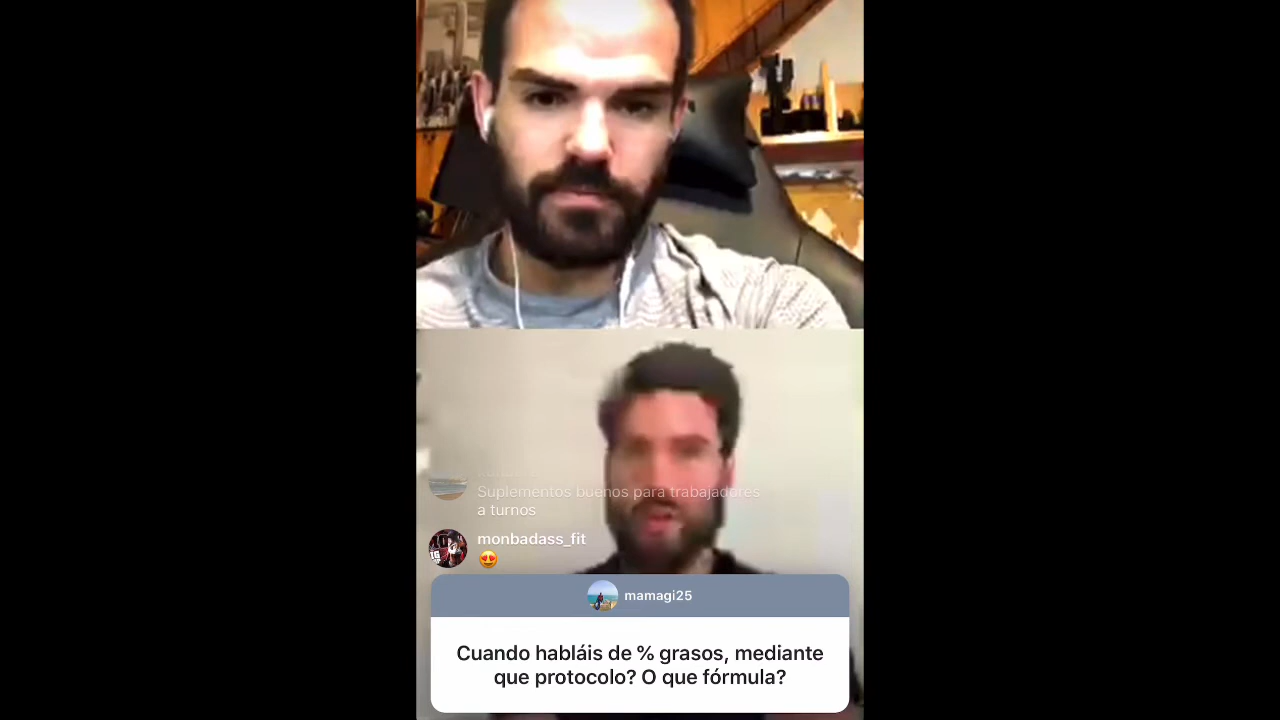 Suplementos buenos para trabajadores
a turnos
monbadass_fit
mamagi25
Cuando habláis de % grasos, mediante
que protocolo? O que fórmula?